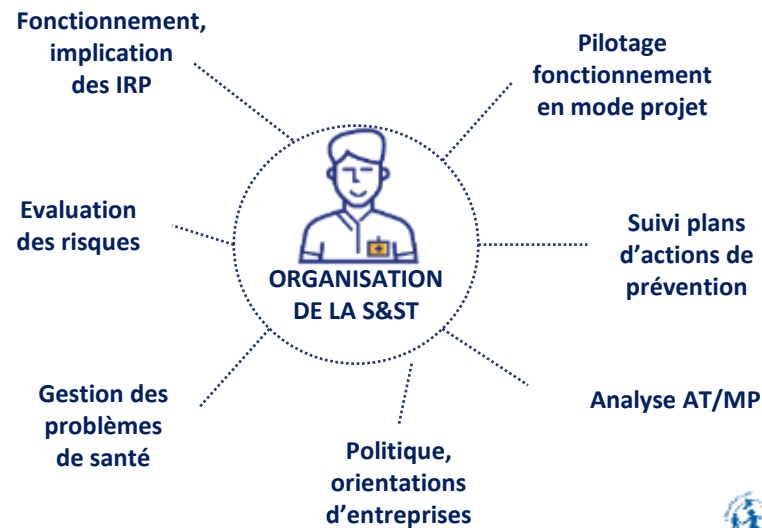 Fonctionnement,
implication
des IRP
Pilotage
fonctionnement
en mode projet
Evaluation
des risques
ORGANISATION
DE LA S&ST
Suivi plans
d'actions de
prévention
Gestion des
problèmes
de santé
Politique,
orientations
d'entreprises
Analyse AT/MP